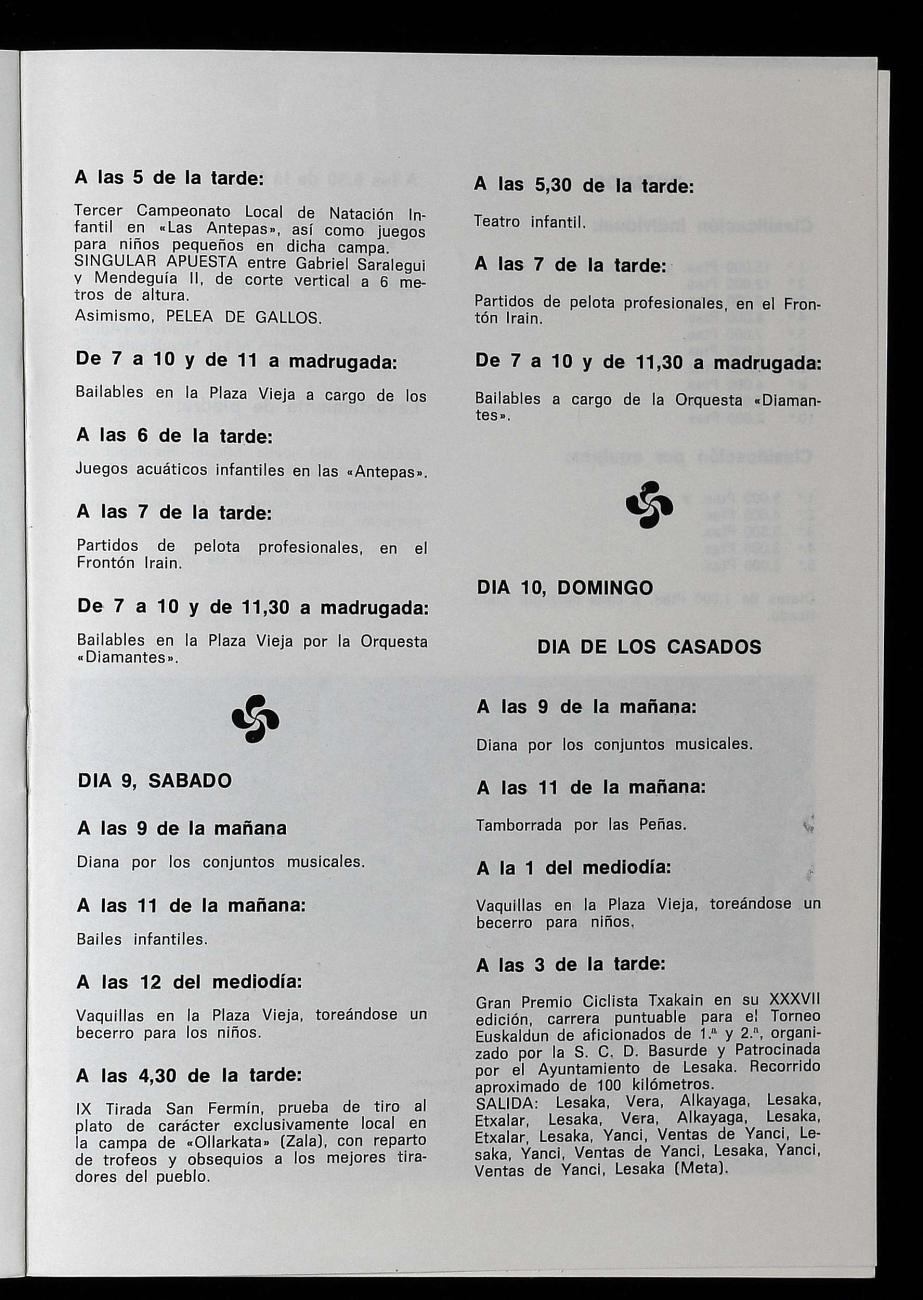 A las 5 de la tarde:
Tercer Campeonato Local de Natación In-
fantil en «Las Antepas», así como juegos
para niños pequeños en dicha campa.
SINGULAR APUESTA entre Gabriel Saralegui
y Mendeguía II, de corte vertical a 6 me-
tros de altura.
Asimismo, PELEA DE GALLOS.
De 7 a 10 y de 11 a madrugada:
Bailables en la Plaza Vieja a cargo de los
A las 6 de la tarde:
Juegos acuáticos infantiles en las «Antepas».
A las 7 de la tarde:
Partidos de pelota profesionales, en el
Frontón Irain.
De 7 a 10 y de 11,30 a madrugada:
Bailables en la Plaza Vieja por la Orquesta
«Diamantes».
DIA 9, SABADO
A las 9 de la mañana
Diana por los conjuntos musicales.
A las 11 de la mañana:
Bailes infantiles.
A las 12 del mediodía:
Vaquillas en la Plaza Vieja, toreándose un
becerro para los niños.
A las 4,30 de la tarde:
IX Tirada San Fermín, prueba de tiro al
plato de carácter exclusivamente local en
la campa de «Ollarkata» (Zala), con reparto
de trofeos y obsequios a los mejores tira-
dores del pueblo.
A las 5,30 de la tarde:
Teatro infantil.
A las 7 de la tarde:
Partidos de pelota profesionales, en el Fron-
tón Irain.
De 7 a 10 y de 11,30 a madrugada:
Bailables a cargo de la Orquesta «Diaman-
tes».
DIA 10, DOMINGO
DIA DE LOS CASADOS
A las 9 de la mañana:
Diana por los conjuntos musicales.
A las 11 de la mañana:
Tamborrada por las Peñas.
A la 1 del mediodía:
Vaquillas en la Plaza Vieja, toreándose un
becerro para niños.
A las 3 de la tarde:
Gran Premio Ciclista Txakain en su XXXVII
edición, carrera puntuable para el Torneo
Euskaldun de aficionados de 1.ª y 2.ª, organi-
zado por la S. C. D. Basurde y Patrocinada
por el Ayuntamiento de Lesaka. Recorrido
aproximado de 100 kilómetros.
SALIDA: Lesaka, Vera, Alkayaga, Lesaka,
Etxalar, Lesaka, Vera, Alkayaga, Lesaka,
Etxalar, Lesaka, Yanci, Ventas de Yanci, Le-
saka, Yanci, Ventas de Yanci, Lesaka, Yanci,
Ventas de Yanci, Lesaka (Meta).